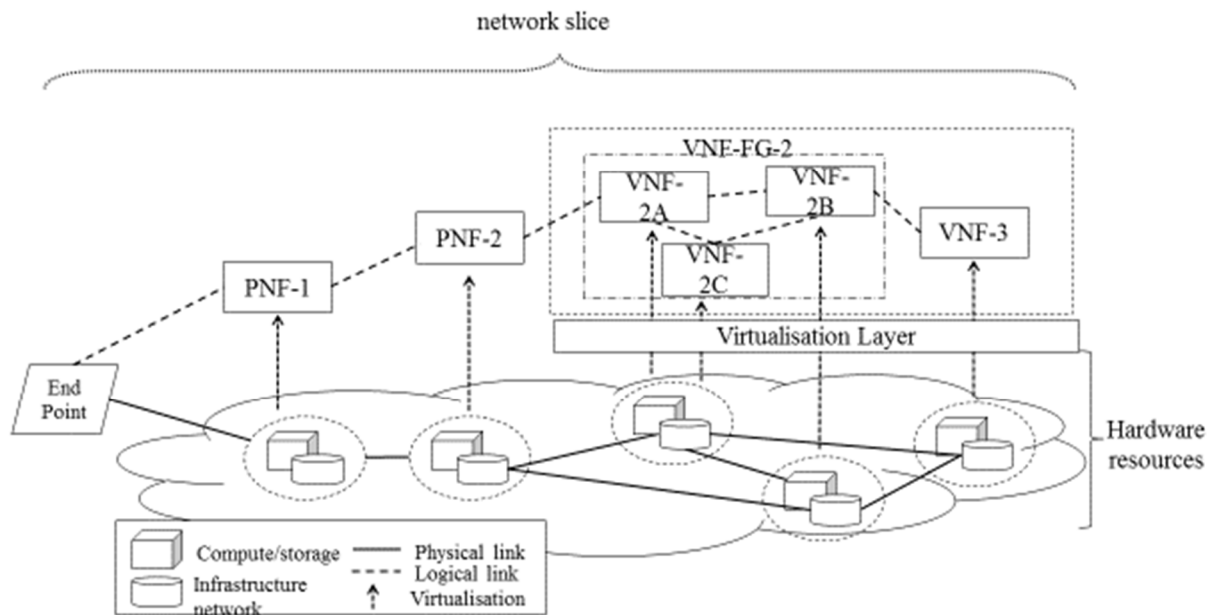 network slice
VNF-FG-2
VNF-
2A
VNF-
2B
PNF-2
VNF-3
VNF-
2C
PNF-1
Virtualisation Layer
End
Point
Hardware
resources
Compute/storage
Physical link
Logical link
Infrastructure
network
Virtualisation